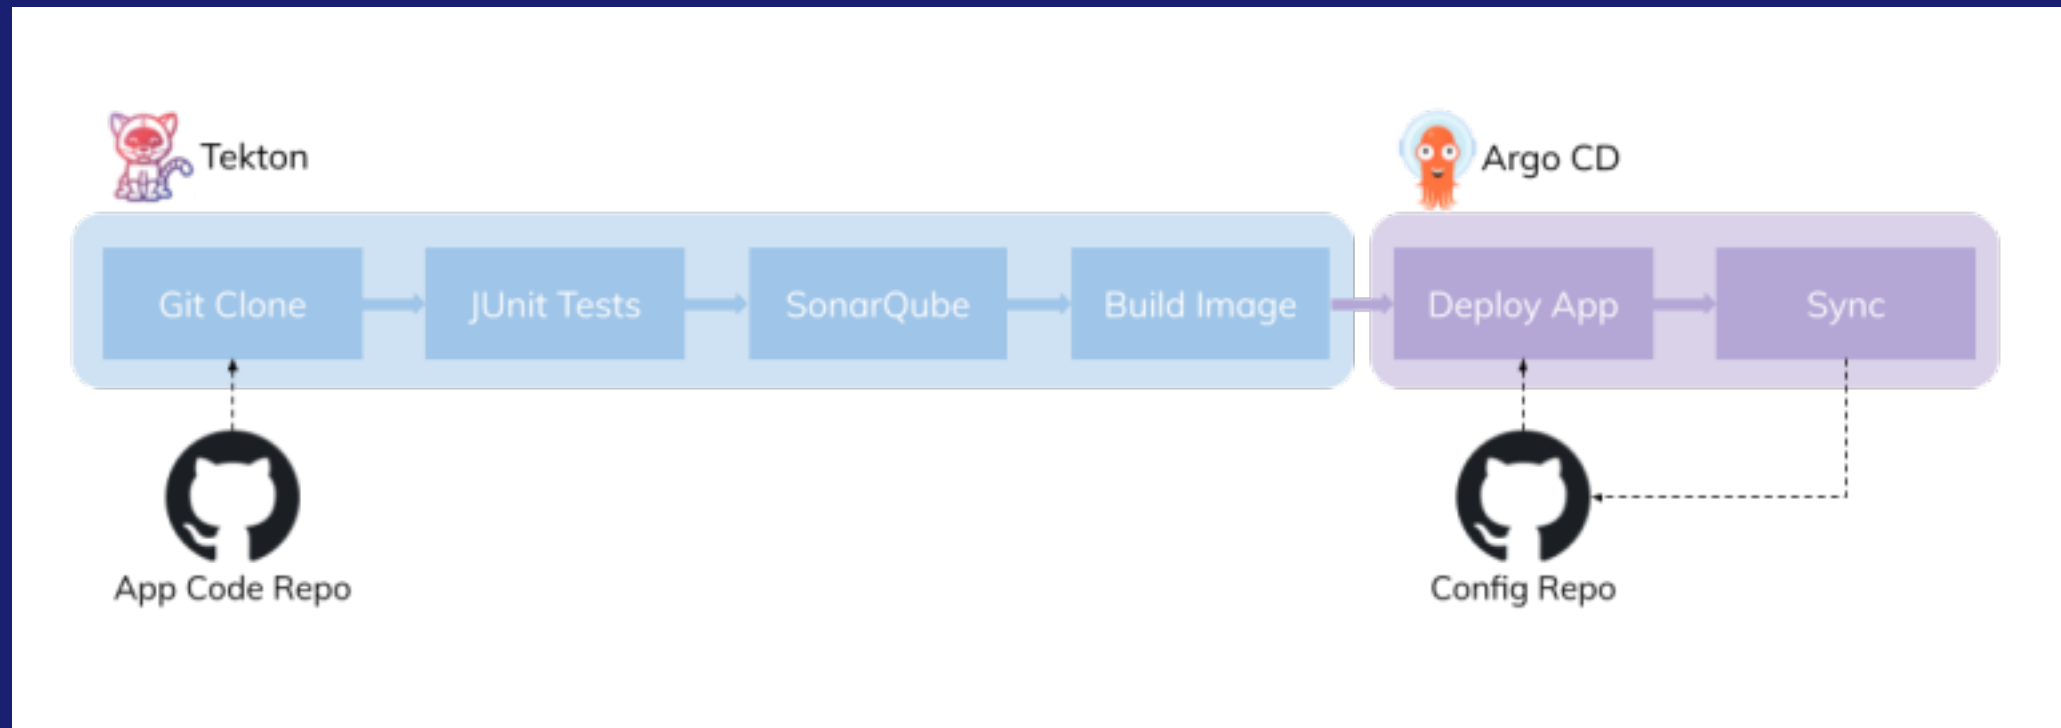 Tekton
Argo CD
Git Clone
JUnit Tests
SonarQube
Build Image
Deploy App
Sync
App Code Repo
Config Repo